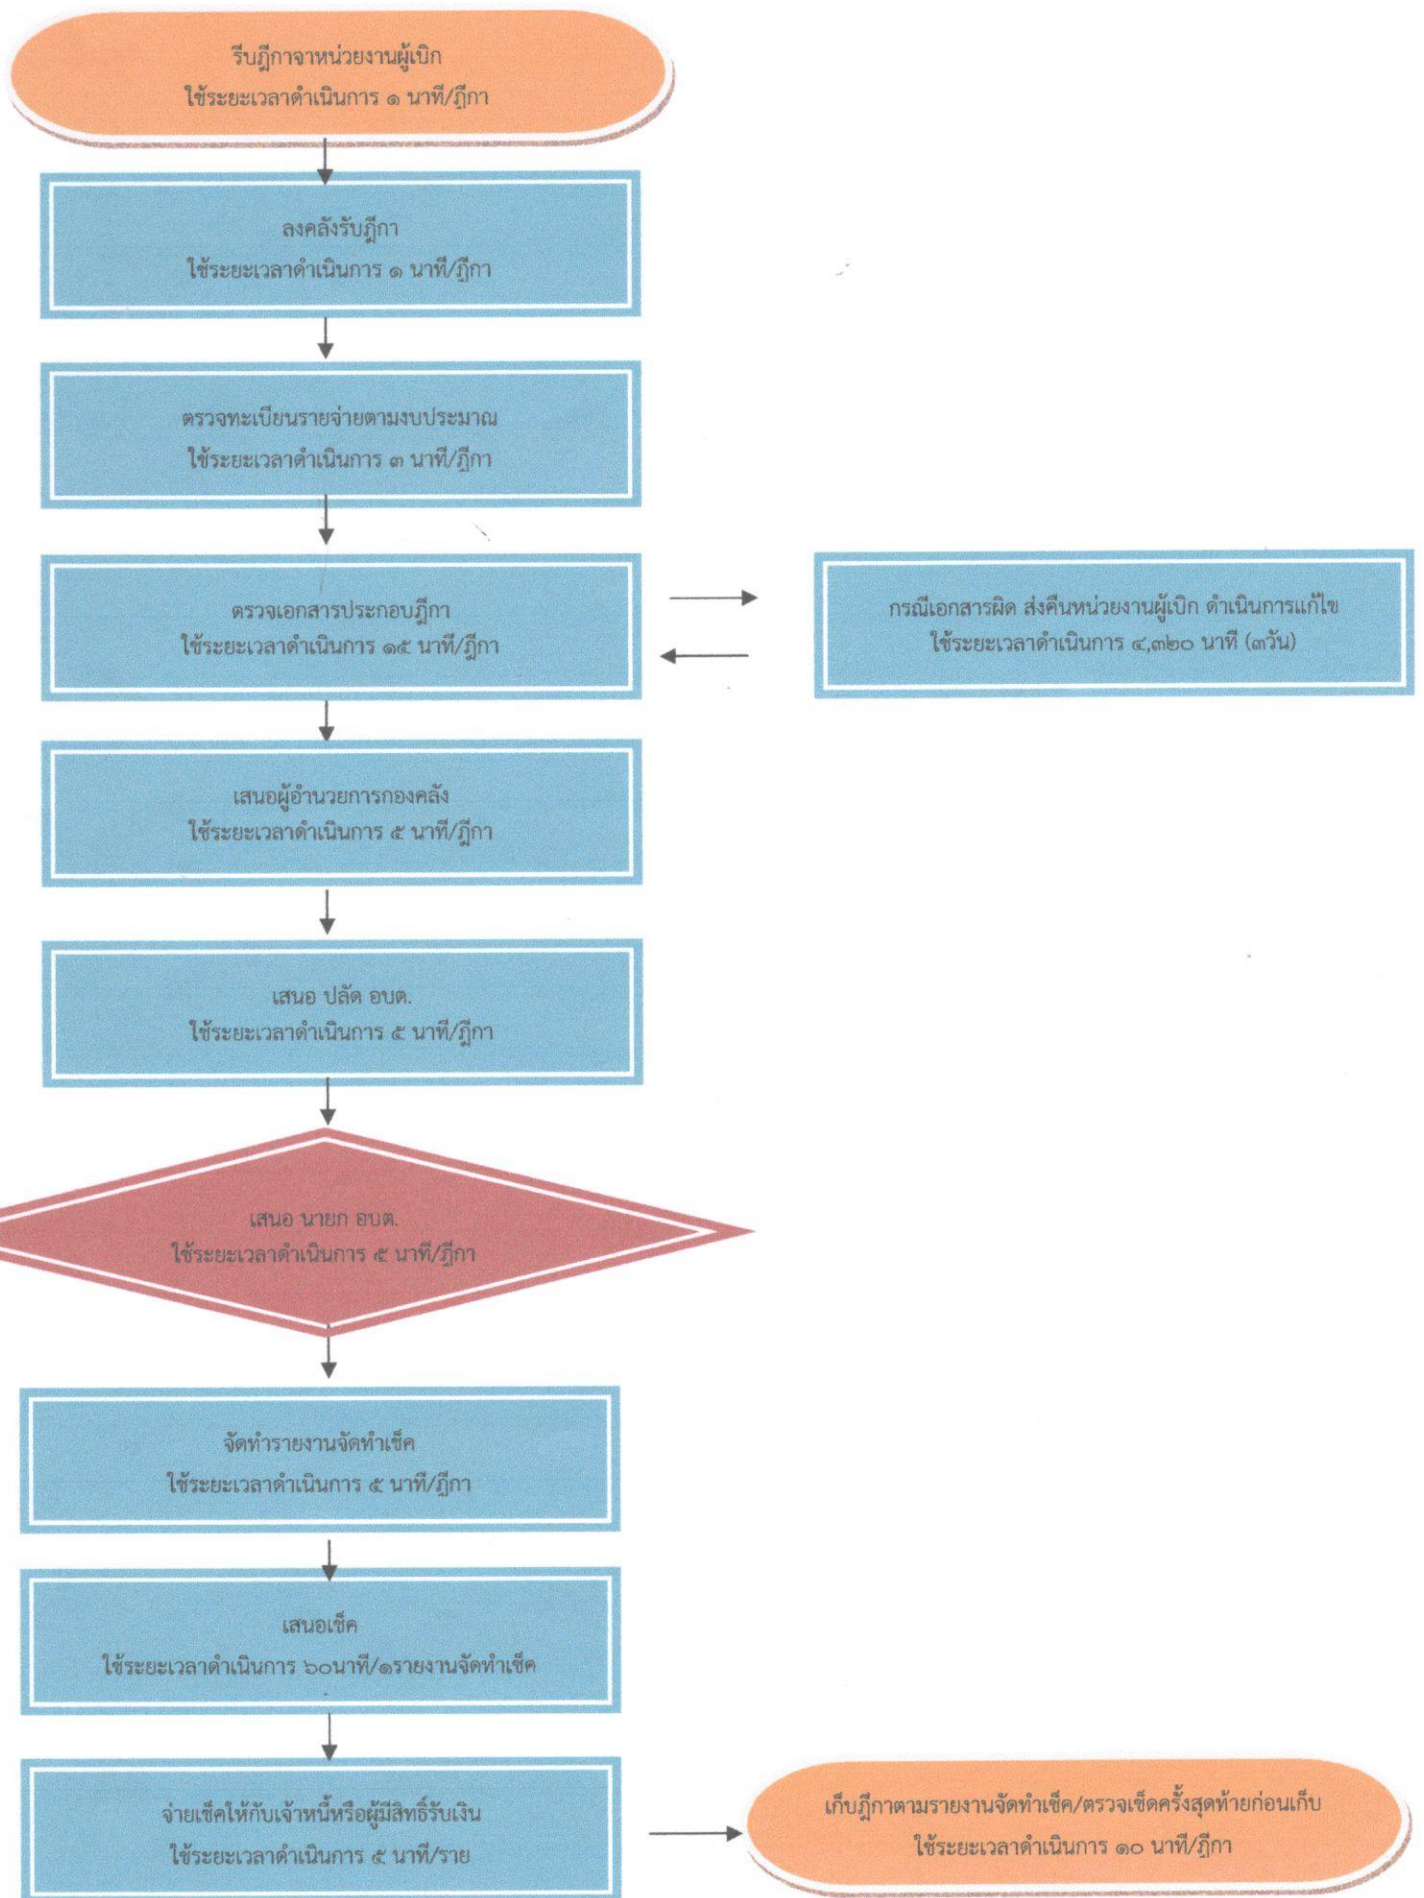 รีบฎีกาจาหน่วยงานผู้เบิก
ใช้ระยะเวลาดำเนินการ ๑ นาที/ฎีกา
ลงคลังรับฎีกา
ใช้ระยะเวลาดำเนินการ ๑ นาที/ฎีกา
ตรวจทะเบียนรายจ่ายตามงบประมาณ
ใช้ระยะเวลาดำเนินการ ๓ นาที/ฎีกา
ตรวจเอกสารประกอบฎีกา
ใช้ระยะเวลาดำเนินการ ๑๕ นาที/ฎีกา
กรณีเอกสารผิด ส่งคืนหน่วยงานผู้เบิก ดำเนินการแก้ไข
ใช้ระยะเวลาดำเนินการ ๔,๓๒๐ นาที (๓วัน)
เสนอผู้อำนวยการกองคลัง
ใช้ระยะเวลาดำเนินการ ๕ นาที/ฎีกา
เสนอ ปลัด อบต.
ใช้ระยะเวลาดำเนินการ ๕ นาที/ฎีกา
เสนอ นายก อบต.
ใช้ระยะเวลาดำเนินการ ๕ นาที/ฎีกา
จัดทำรายงานจัดทำเช็ค
ใช้ระยะเวลาดำเนินการ ๕ นาที/ฎีกา
เสนอเช็ค
ใช้ระยะเวลาดำเนินการ ๖๐นาที/๑รายงานจัดทำเช็ค
จ่ายเช็คให้กับเจ้าหนี้หรือผู้มีสิทธิ์รับเงิน
ใช้ระยะเวลาดำเนินการ ๕ นาที/ราย
เก็บฎีกาตามรายงานจัดทำเช็ค/ตรวจเช็ดครั้งสุดท้ายก่อนเก็บ
ใช้ระยะเวลาดำเนินการ ๑๐ นาที/ฎีกา